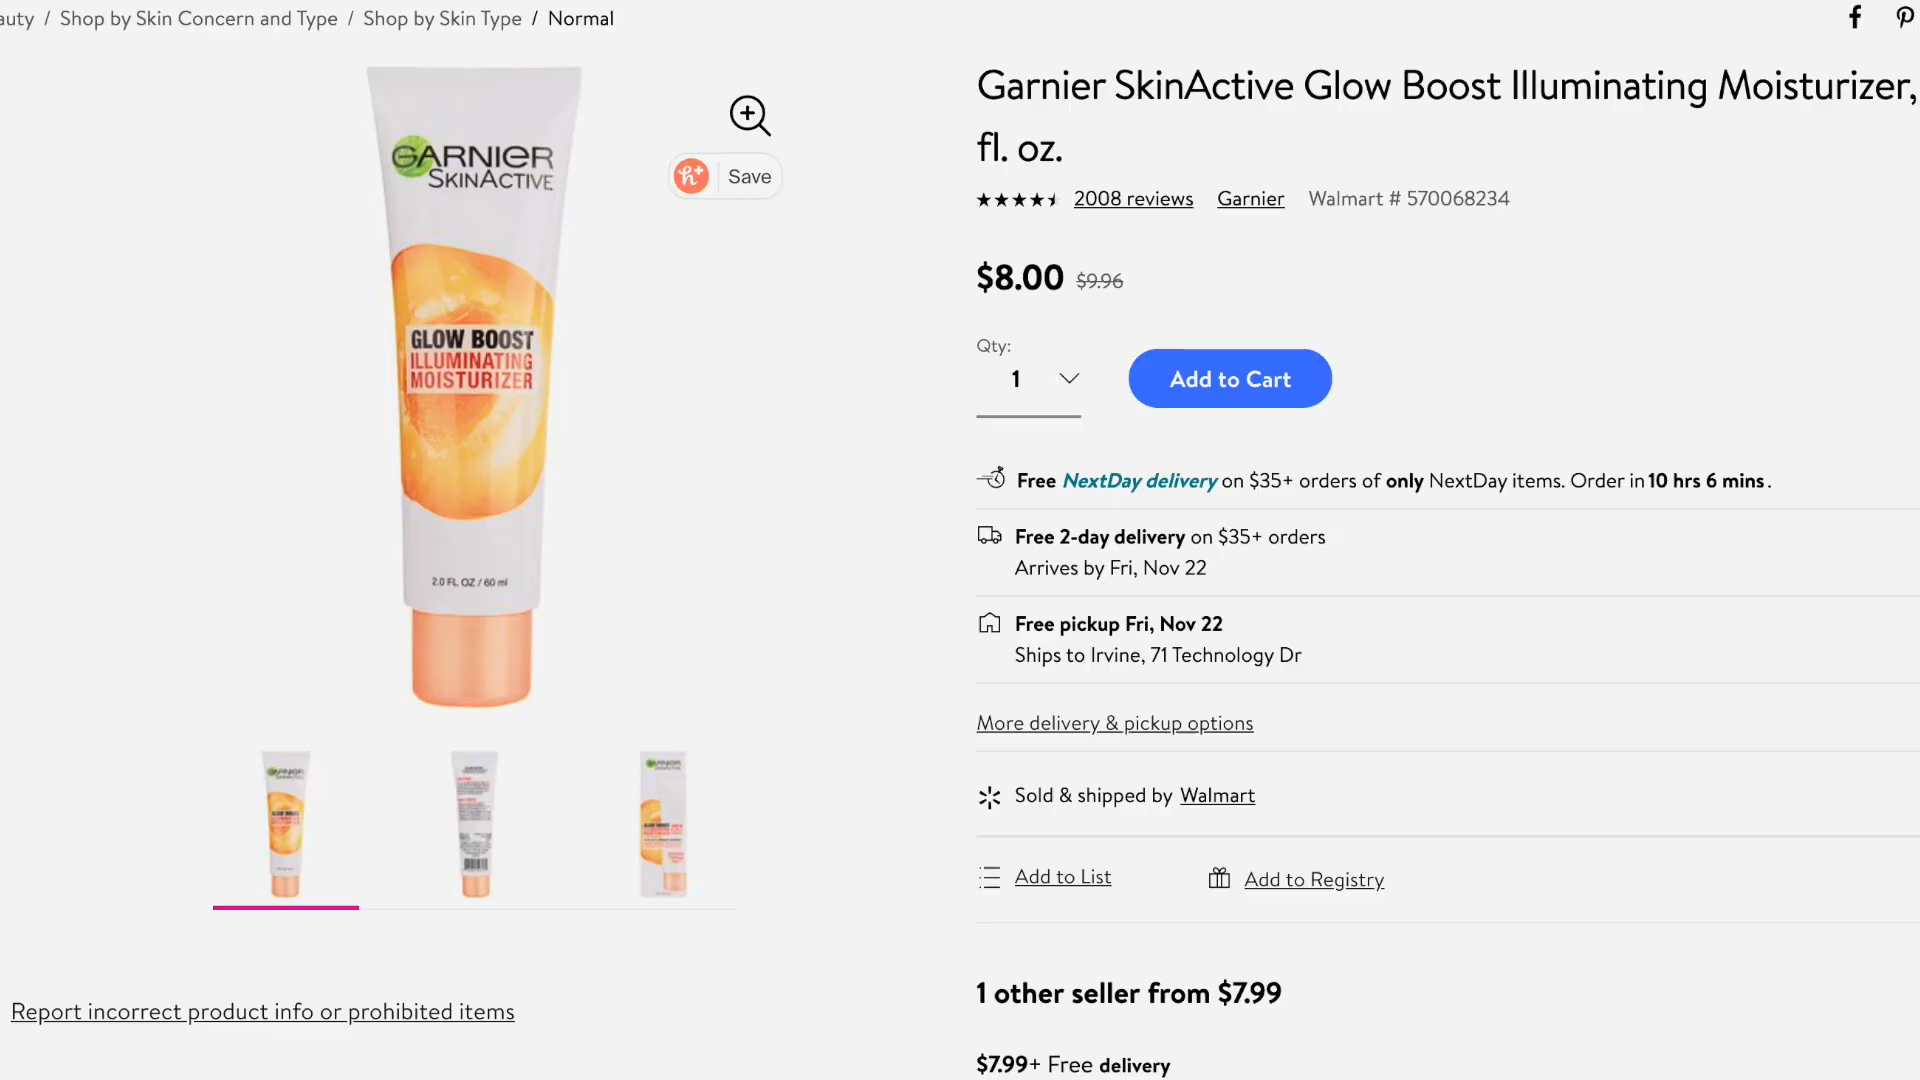 auty / Shop by Skin Concern and Type / Shop by Skin Type / Normal
GARNIER
SKINACTIVE
GLOW BOOST
ILLUMINATING
MOISTURIZER
2.0 FL OZ / 60 ml
Save
Report incorrect product info or prohibited items
Garnier SkinActive Glow Boost Illuminating Moisturizer,
fl. oz.
2008 reviews Garnier Walmart # 570068234
$8.00 $9.96
Qty:
1
Add to Cart
Free NextDay delivery on $35+ orders of only NextDay items. Order in 10 hrs 6 mins.
Free 2-day delivery on $35+ orders
Arrives by Fri, Nov 22
Free pickup Fri, Nov 22
Ships to Irvine, 71 Technology Dr
More delivery & pickup options
Sold & shipped by Walmart
Add to List Add to Registry
1 other seller from $7.99
$7.99+ Free delivery